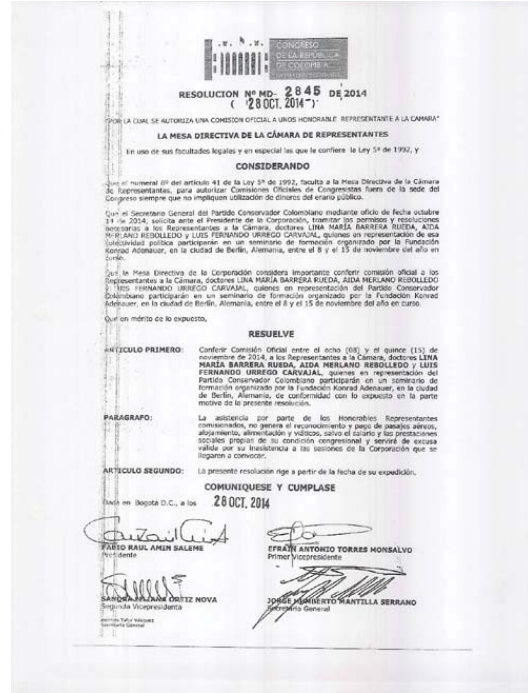 CONGRESO
DE LA REPÚBLICA
DE COLOMBIA
RESOLUCION Nº MD- 2845 DE 2014
( 28 OCT. 2014 )
"POR LA CUAL SE AUTORIZA UNA COMISION OFICIAL A UNOS HONORABLE REPRESENTANTE A LA CAMARA"
LA MESA DIRECTIVA DE LA CÁMARA DE REPRESENTANTES
En uso de sus facultades legales y en especial las que le confiere la Ley 5ª de 1992, y
CONSIDERANDO
Que el numeral 8º del artículo 41 de la Ley 5ª de 1992, faculta a la Mesa Directiva de la Cámara
de Representantes, para autorizar Comisiones Oficiales de Congresistas fuera de la sede del
Congreso siempre que no impliquen utilización de dineros del erario público.
Que el Secretario General del Partido Conservador Colombiano mediante oficio de fecha octubre
14 de 2014, solicita ante el Presidente de la Corporación, tramitar los permisos y resoluciones
necesarios a los Representantes a la Cámara, doctores LINA MARÍA BARRERA RUEDA, AIDA
MERLANO REBOLLEDO y LUIS FERNANDO URREGO CARVAJAL, quienes en representación de esa
colectividad política participarán en un seminario de formación organizado por la Fundación
Konrad Adenauer, en la ciudad de Berlín, Alemania, entre el 8 y el 15 de noviembre del año en
curso.
Que la Mesa Directiva de la Corporación considera importante conferir comisión oficial a los
Representantes a la Cámara, doctores LINA MARÍA BARRERA RUEDA, AIDA MERLANO REBOLLEDO
y LUIS FERNANDO URREGO CARVAJAL, quienes en representación del Partido Conservador
Colombiano participarán en un seminario de formación organizado por la Fundación Konrad
Adenauer, en la ciudad de Berlín, Alemania, entre el 8 y el 15 de noviembre del año en curso.
Que en mérito de lo expuesto,
RESUELVE
ARTICULO PRIMERO: Conferir Comisión Oficial entre el ocho (08) y el quince (15) de
noviembre de 2014, a los Representantes a la Cámara, doctores LINA
MARÍA BARRERA RUEDA, AIDA MERLANO REBOLLEDO y LUIS
FERNANDO URREGO CARVAJAL, quienes en representación del
Partido Conservador Colombiano participarán en un seminario de
formación organizado por la Fundación Konrad Adenauer, en la ciudad
de Berlín, Alemania, de conformidad con lo expuesto en la parte
motiva de la presente resolución.
PARAGRAFO: La asistencia por parte de los Honorables Representantes
comisionados, no genera el reconocimiento y pago de pasajes aéreos,
alojamiento, alimentación y viáticos, salvo el salario y las prestaciones
sociales propias de su condición congresional y servirá de excusa
válida por su inasistencia a las sesiones de la Corporación que se
llegaren a convocar.
ARTICULO SEGUNDO: La presente resolución rige a partir de la fecha de su expedición.
COMUNIQUESE Y CUMPLASE
Dada en Bogotá D.C., a los 28 OCT. 2014
FABIO RAUL AMIN SALEME
Presidente
EFRAIN ANTONIO TORRES MONSALVO
Primer Vicepresidente
ORTIZ NOVA
Segunda Vicepresidenta
JORGE HUMBERTO MANTILLA SERRANO
Secretario General
Secretaría General